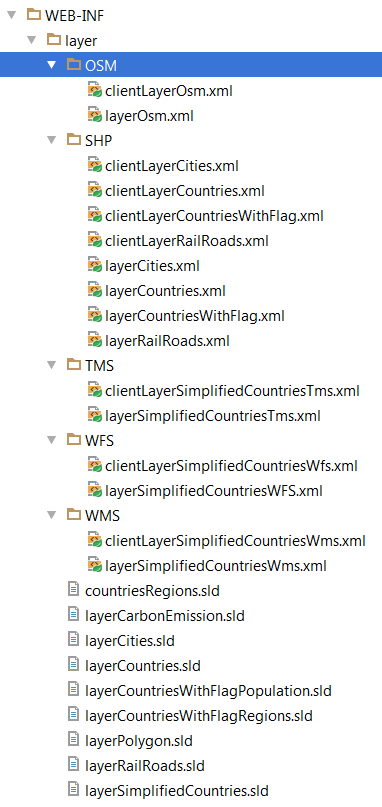 WEB-INF
layer
OSM
clientLayerOsm.xml
layerOsm.xml
SHP
clientLayerCities.xml
clientLayerCountries.xml
clientLayerCountriesWithFlag.xml
clientLayerRailRoads.xml
layerCities.xml
layerCountries.xml
layerCountriesWithFlag.xml
layerRailRoads.xml
TMS
clientLayerSimplifiedCountriesTms.xml
layerSimplifiedCountriesTms.xml
WFS
clientLayerSimplifiedCountriesWfs.xml
layerSimplifiedCountriesWFS.xml
WMS
clientLayerSimplifiedCountriesWms.xml
layerSimplifiedCountriesWms.xml
countriesRegions.sld
layerCarbonEmission.sld
layerCities.sld
layerCountries.sld
layerCountriesWithFlagPopulation.sld
layerCountriesWithFlagRegions.sld
layerPolygon.sld
layerRailRoads.sld
layerSimplifiedCountries.sld